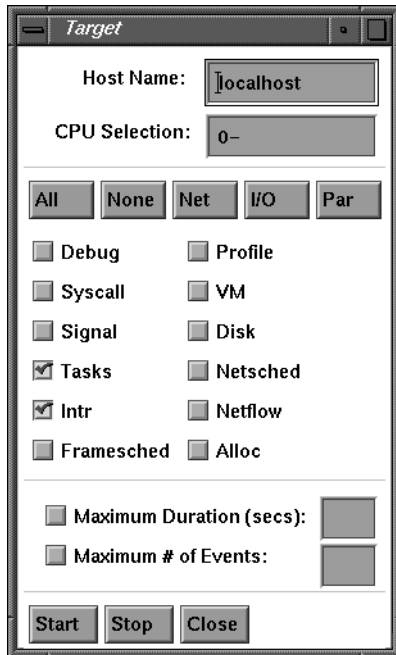 Target
Host Name: localhost
CPU Selection: 0-
All None Net I/O Par
Debug Profile
Syscall VM
Signal Disk
Tasks Netsched
Intr Netflow
Framesched Alloc
Maximum Duration (secs):
Maximum # of Events:
Start Stop Close